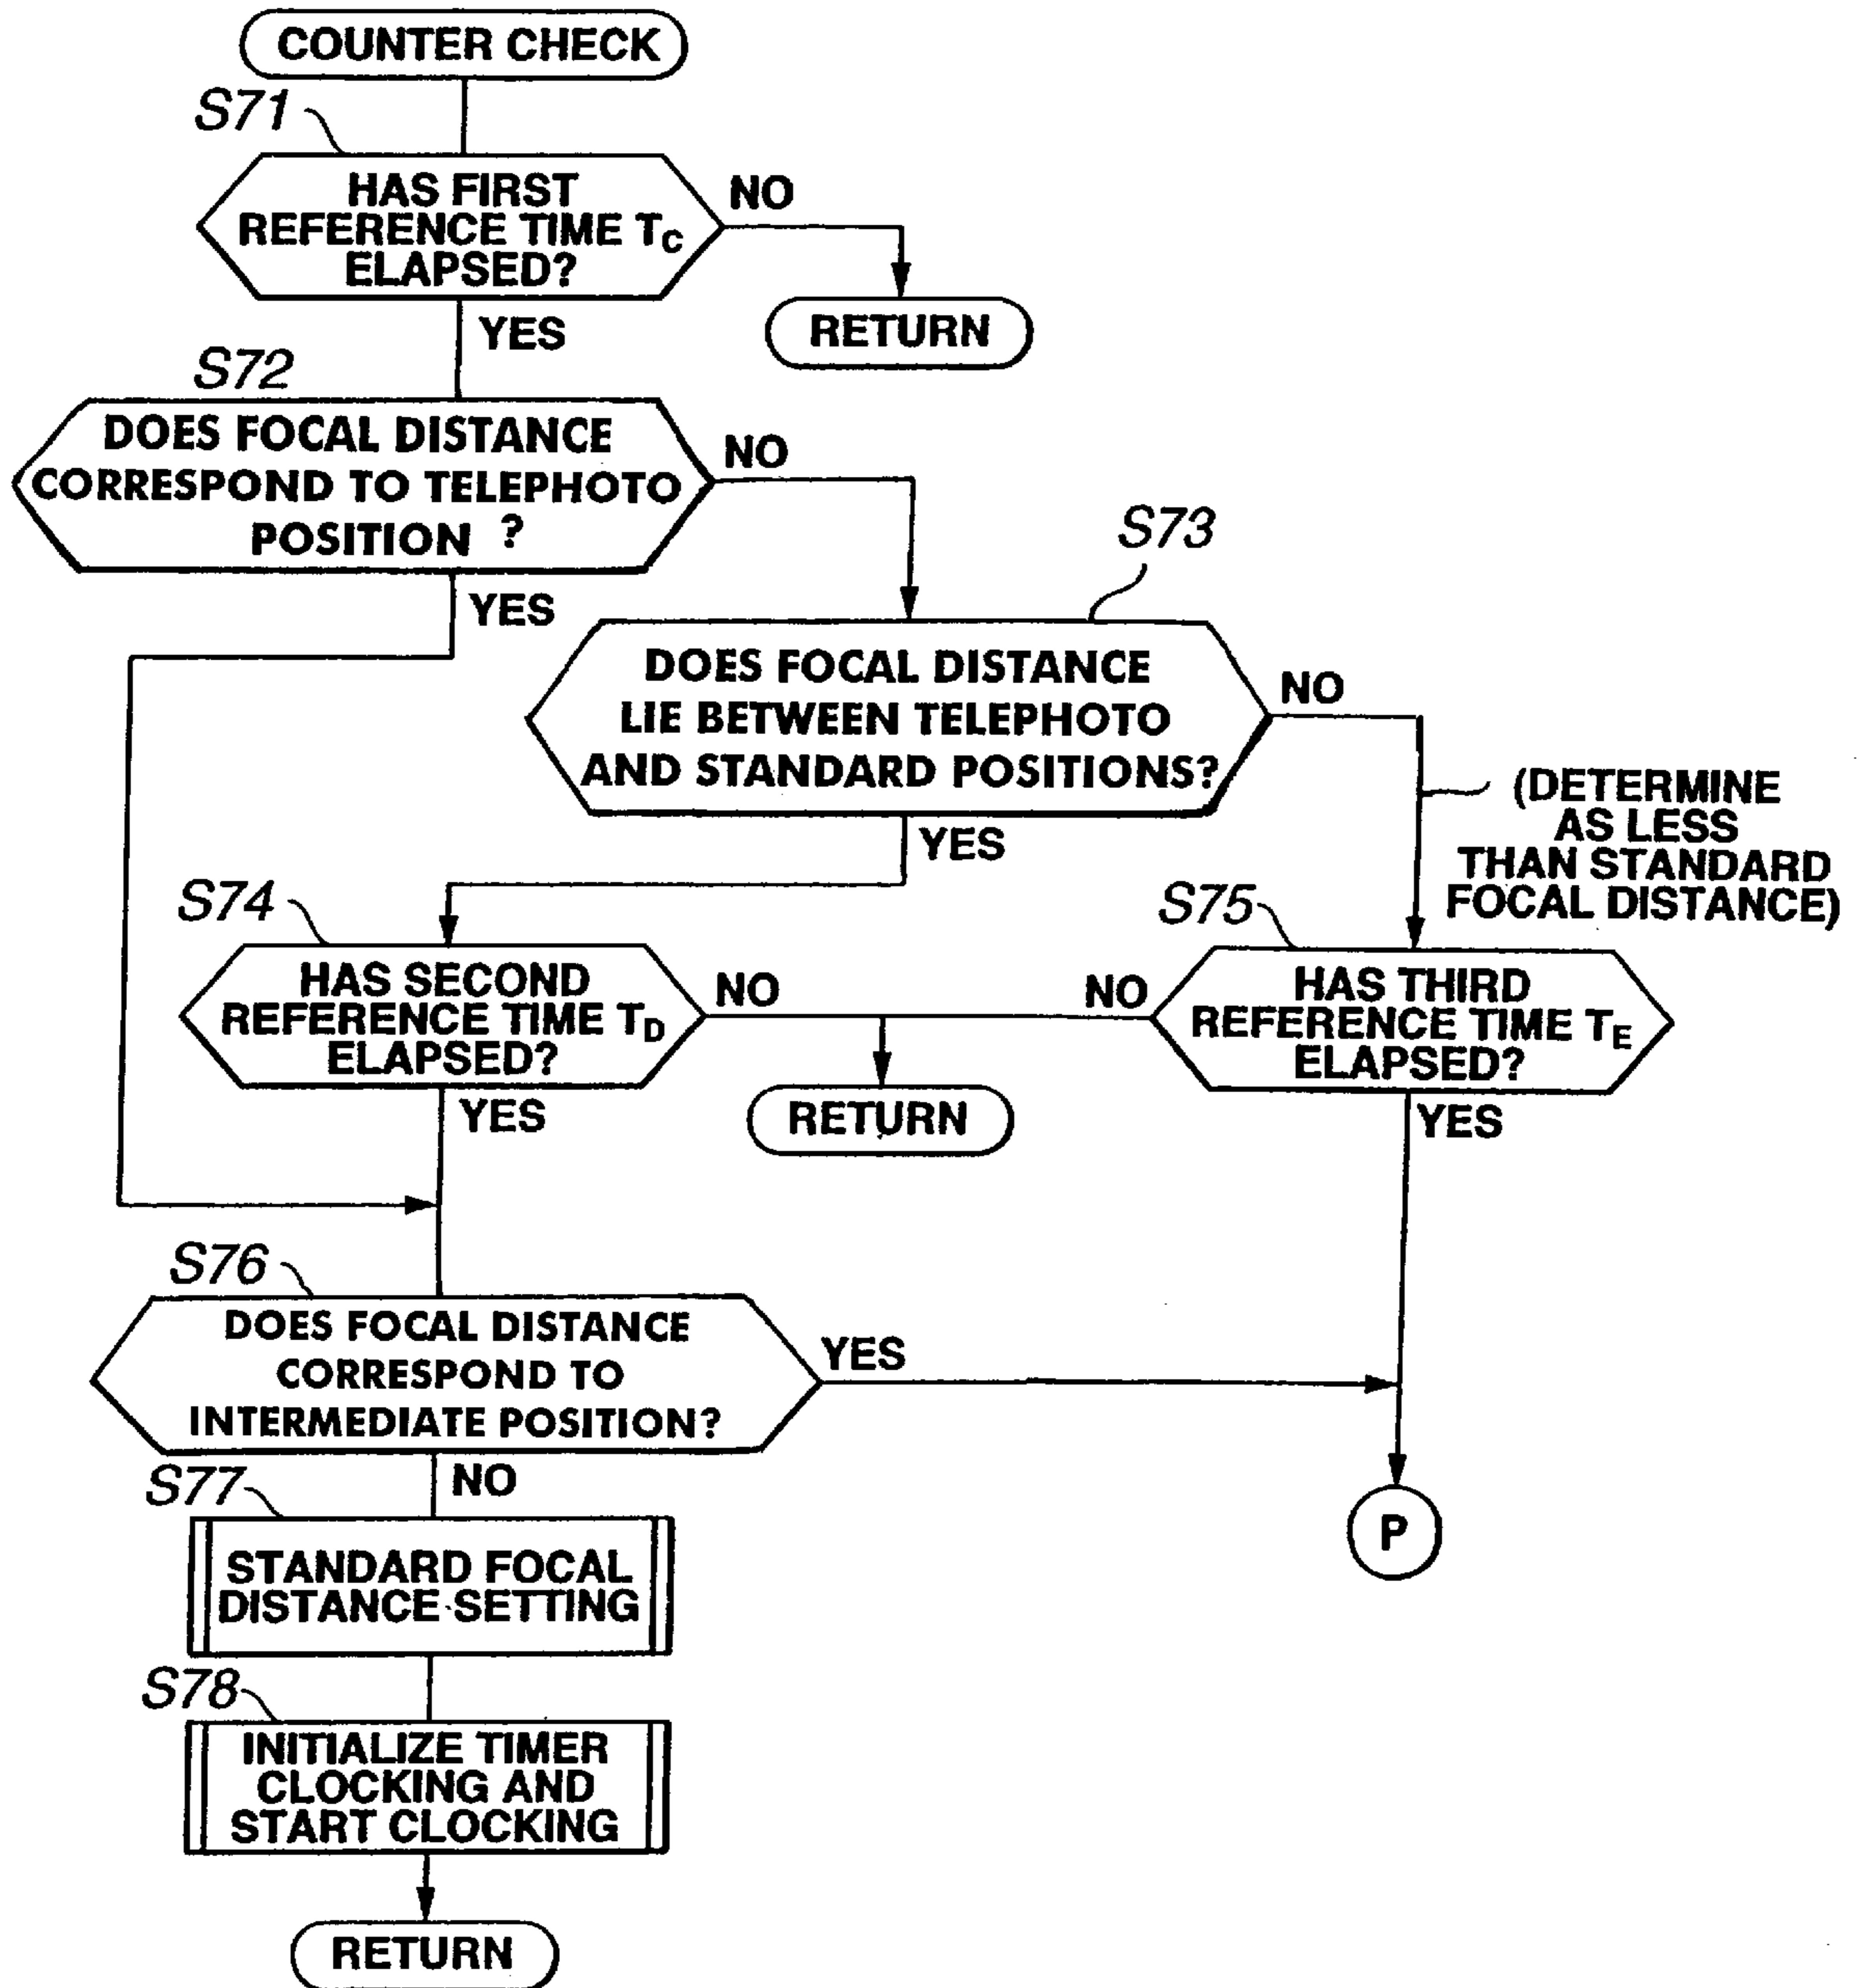 COUNTER CHECK
S71
HAS FIRST
REFERENCE TIME TC
ELAPSED?
NO
RETURN
YES
S72
DOES FOCAL DISTANCE
CORRESPOND TO TELEPHOTO
POSITION ?
NO
YES
S73
DOES FOCAL DISTANCE
LIE BETWEEN TELEPHOTO
AND STANDARD POSITIONS?
NO
(DETERMINE
AS LESS
THAN STANDARD
FOCAL DISTANCE)
YES
S74
HAS SECOND
REFERENCE TIME TD
ELAPSED?
NO
YES
RETURN
S75
HAS THIRD
REFERENCE TIME TE
ELAPSED?
NO
YES
S76
DOES FOCAL DISTANCE
CORRESPOND TO
INTERMEDIATE POSITION?
YES
NO
P
S77
STANDARD FOCAL
DISTANCE SETTING
S78
INITIALIZE TIMER
CLOCKING AND
START CLOCKING
RETURN